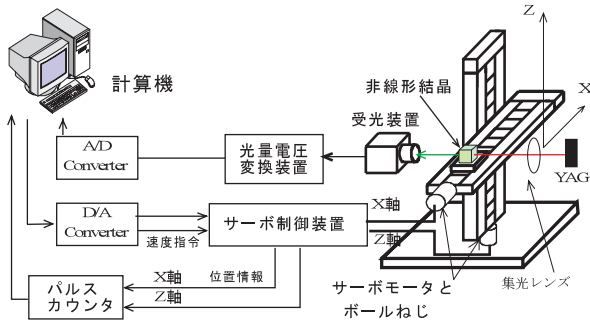 計算機
A/D
Converter
D/A
Converter
速度指令
パルス
カウンタ
X軸
Z軸
位置情報
サーボ制御装置
光量電圧
変換装置
受光装置
非線形結晶
X軸
Z軸
サーボモータと
ボールねじ
集光レンズ
YAG
X
Z